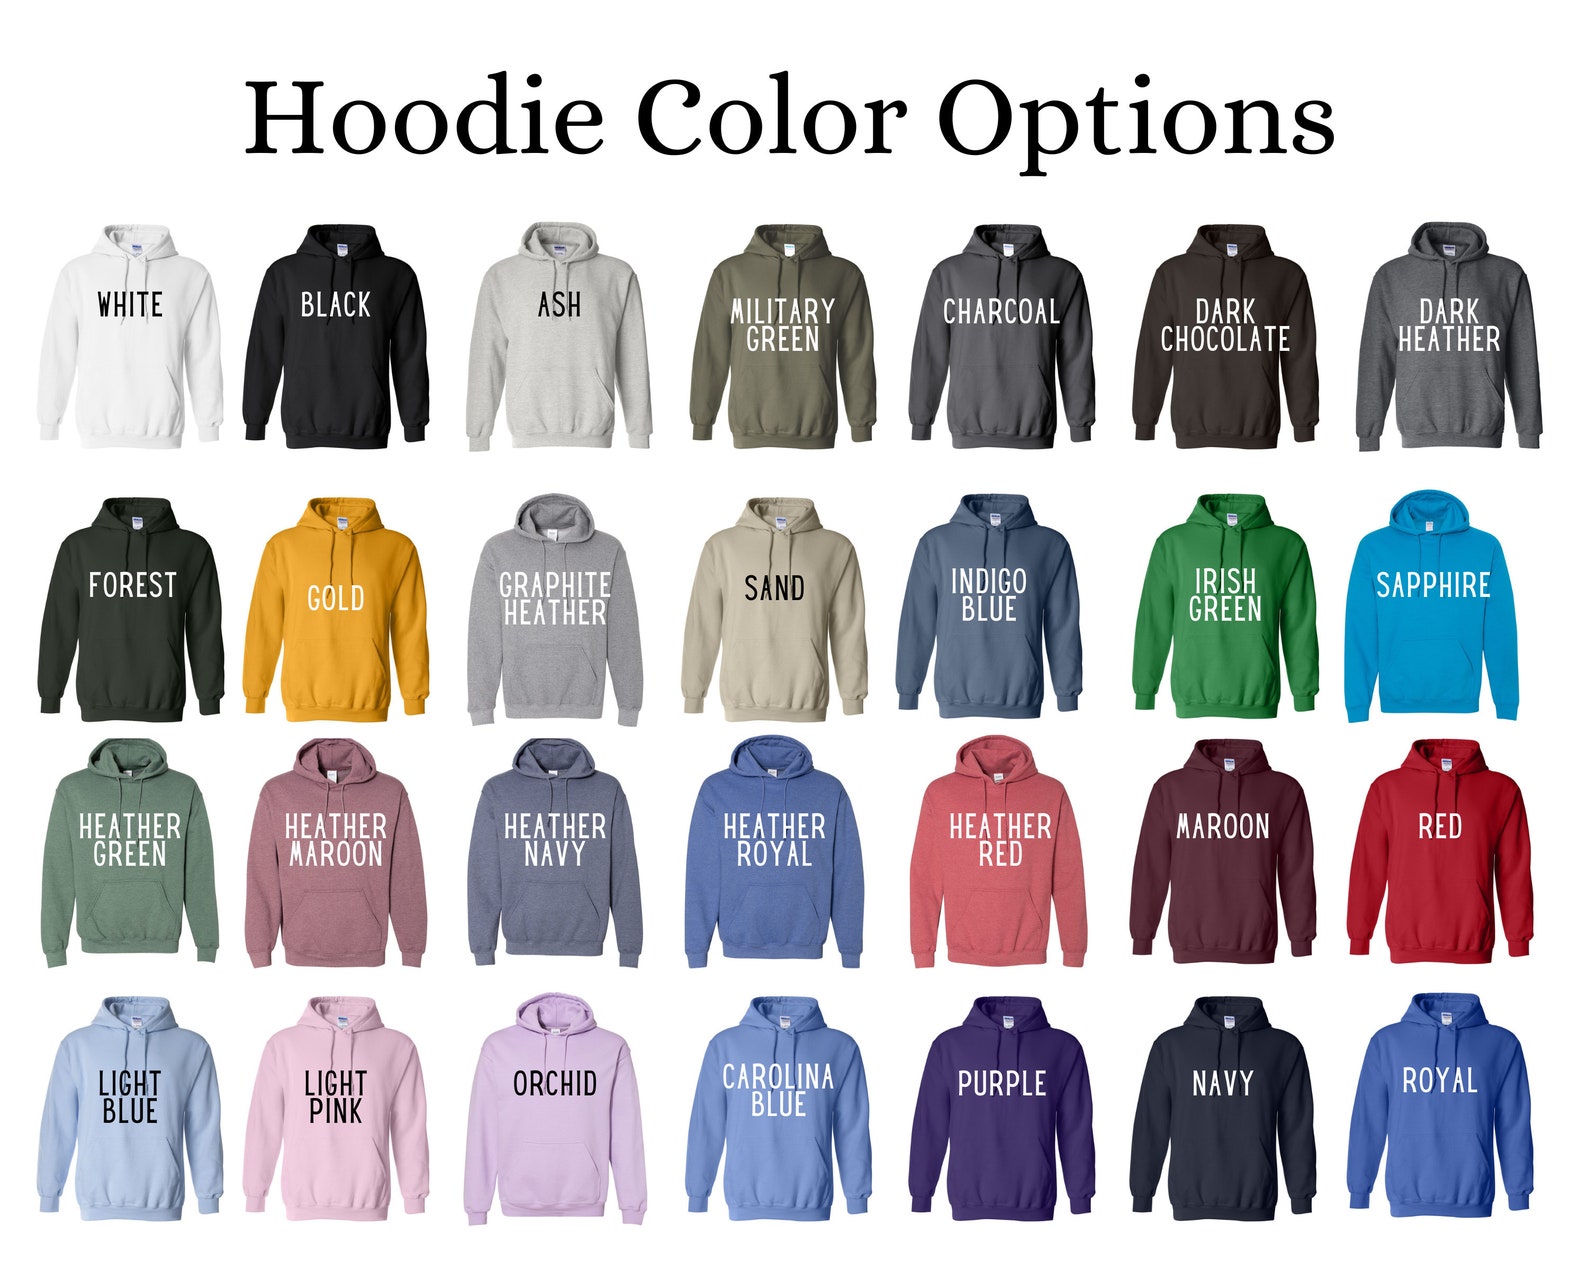 Hoodie Color Options
WHITE
BLACK
ASH
MILITARY
GREEN
CHARCOAL
DARK
CHOCOLATE
DARK
HEATHER
FOREST
GOLD
GRAPHITE
HEATHER
SAND
INDIGO
BLUE
IRISH
GREEN
SAPPHIRE
HEATHER
GREEN
HEATHER
MAROON
HEATHER
NAVY
HEATHER
ROYAL
HEATHER
RED
MAROON
RED
LIGHT
BLUE
LIGHT
PINK
ORCHID
CAROLINA
BLUE
PURPLE
NAVY
ROYAL